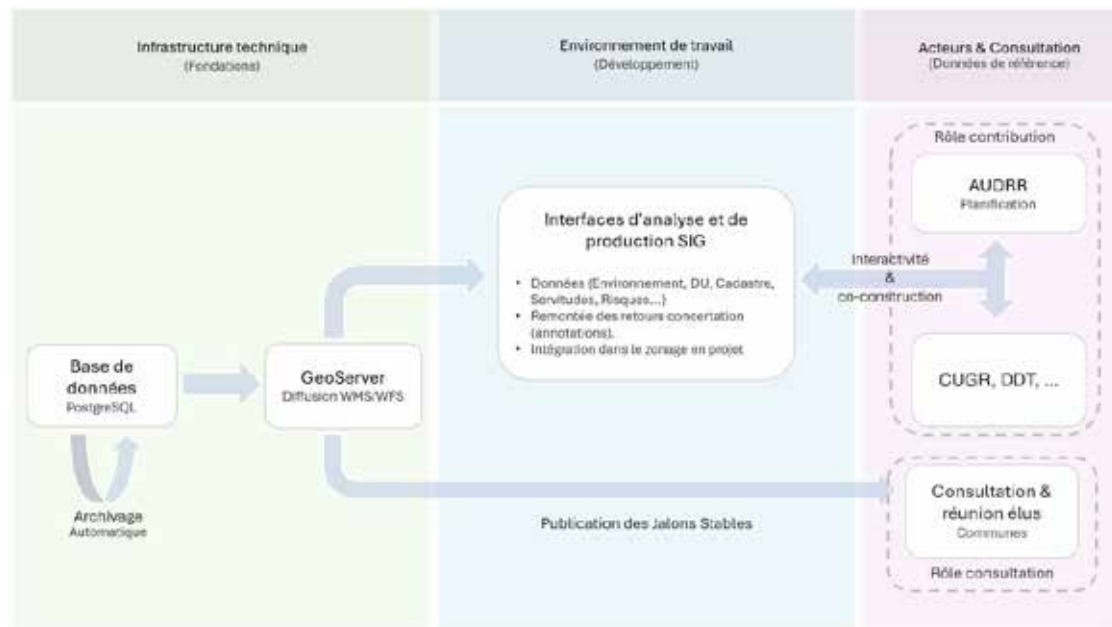 Infrastructure technique
(Fondations)
Environnement de travail
(Développement)
Acteurs & Consultation
(Données de référence)
Rôle contribution
AUDRR
Planification
Interfaces d'analyse et de
production SIG
• Données (Environnement, DU, Cadastre,
Servitudes, Risques...)
• Remontée des retours concertation
(annotations).
• Intégration dans le zonage en projet
Interactivité
&
co-construction
Base de
données
PostgreSQL
GeoServer
Diffusion WMS/WFS
CUGR, DDT, ...
Archivage
Automatique
Publication des Jalons Stables
Consultation &
réunion élus
Communes
Rôle consultation